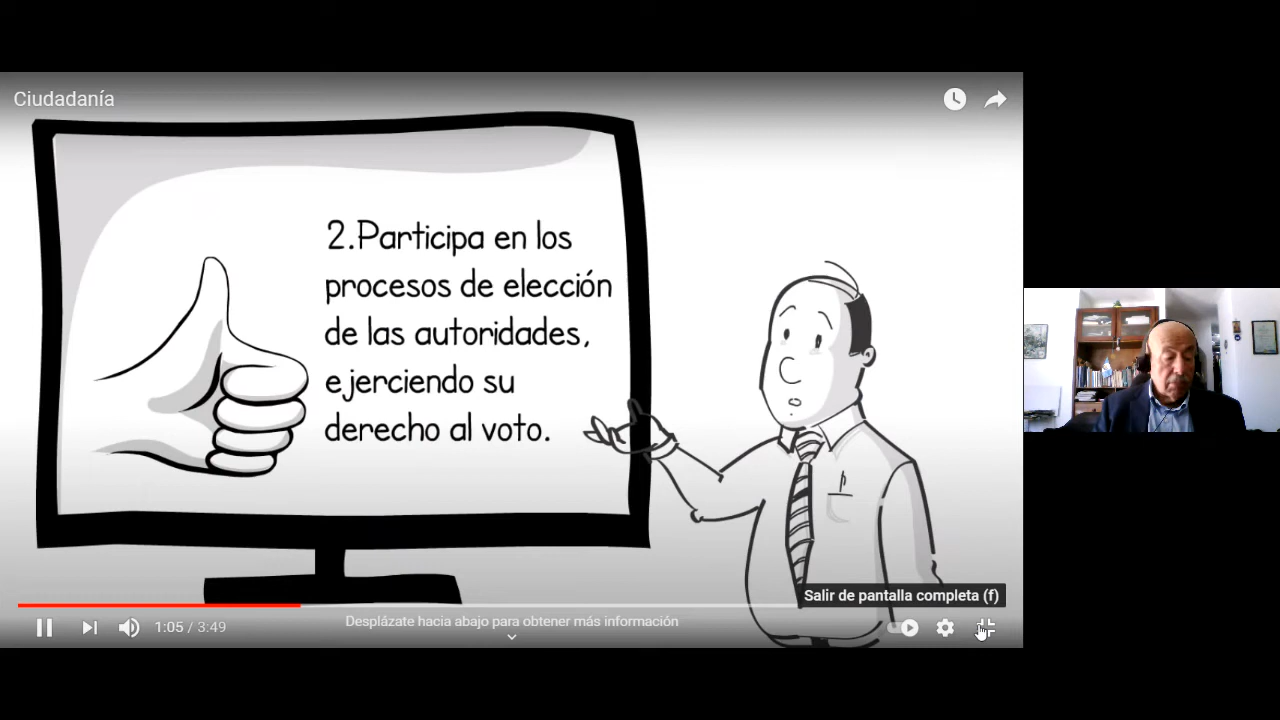 Ciudadanía
2.Participa en los
procesos de elección
de las autoridades,
ejerciendo su
derecho al voto.
Salir de pantalla completa (f)
1:05 / 3:49
Desplázate hacia abajo para obtener más información